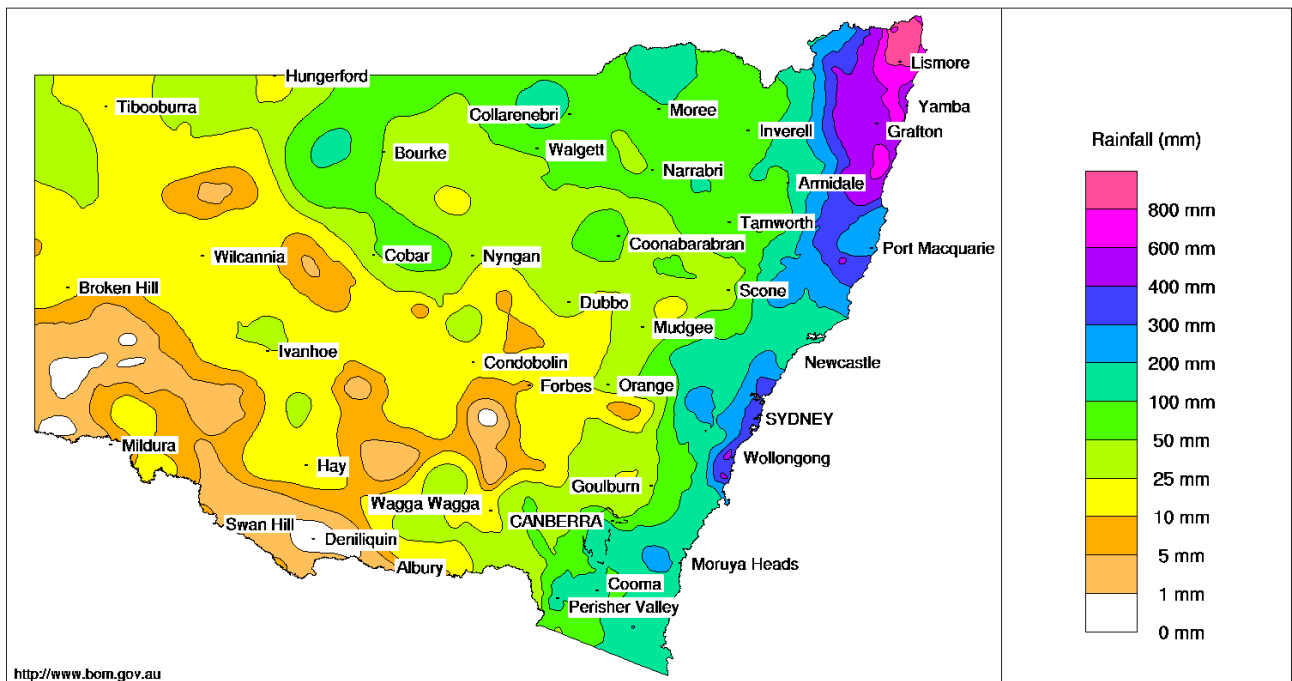 Lismore
Hungerford
Tibooburra
Yamba
Collarenebri
Moree
Inverell
Grafton
Rainfall (mm)
Bourke
Walgett
Narrabri
Armidale
800 mm
Tamworth
Coonabarabran
Port Macquarie
600 mm
Wilcannia
Cobar
Nyngan
Broken Hill
Scone
400 mm
Dubbo
Mudgee
300 mm
Ivanhoe
Condobolin
Newcastle
200 mm
Forbes
Orange
100 mm
SYDNEY
Mildura
Wollongong
50 mm
Hay
Goulburn
25 mm
Wagga Wagga
Swan Hill
CANBERRA
10 mm
Deniliquin
Albury
Moruya Heads
5 mm
Cooma
Perisher Valley
1 mm
0 mm
http://www.bom.gov.au